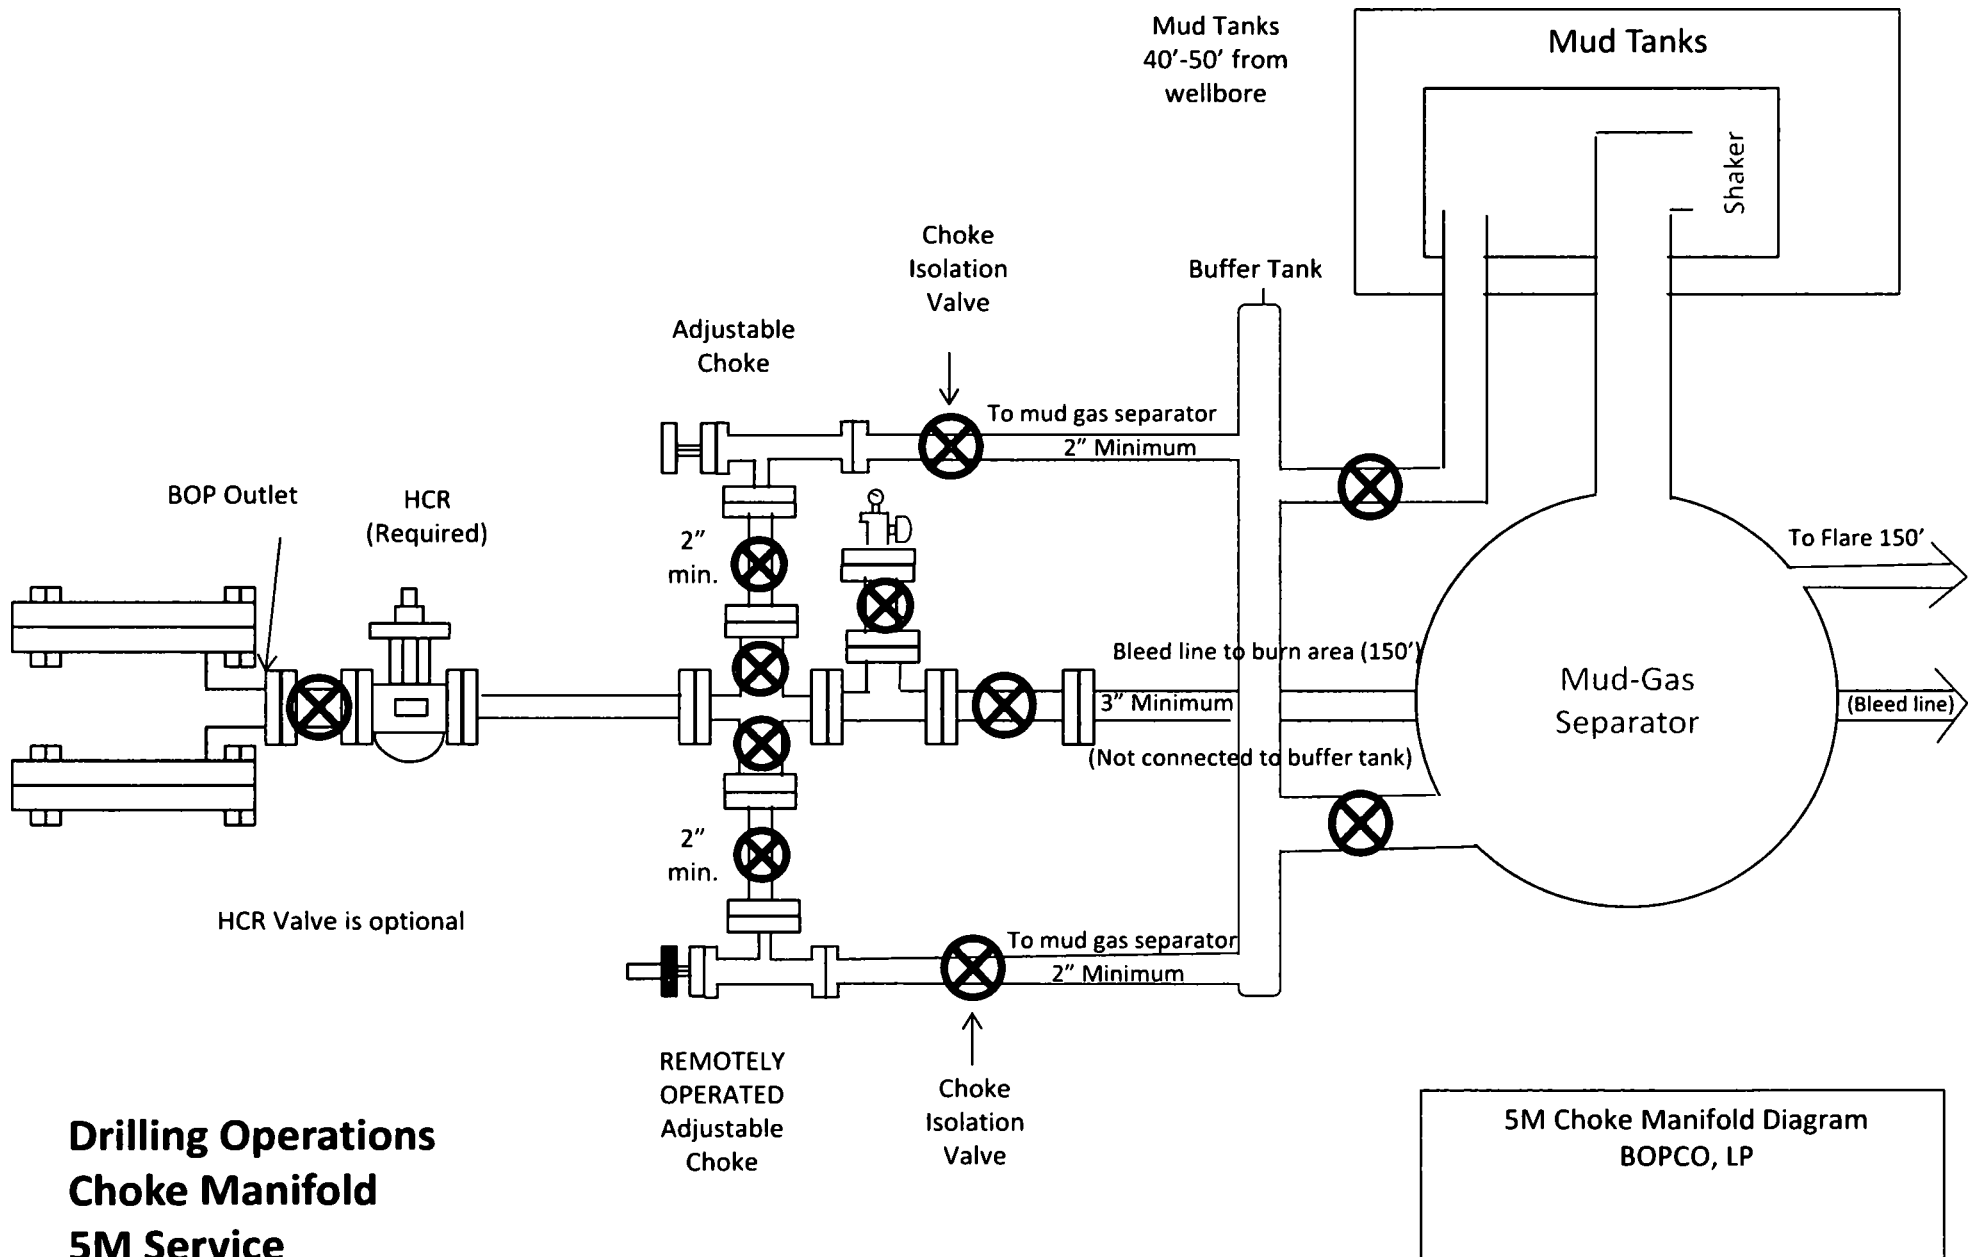 Mud Tanks
40’-50’ from
wellbore
Mud Tanks
Shaker
Choke
Isolation
Valve
Buffer Tank
Adjustable
Choke
To mud gas separator
2” Minimum
BOP Outlet
HCR
(Required)
2”
min.
To Flare 150’
Bleed line to burn area (150’)
3” Minimum
(Not connected to buffer tank)
Mud-Gas
Separator
(Bleed line)
2”
min.
HCR Valve is optional
To mud gas separator
2” Minimum
REMOTELY
OPERATED
Adjustable
Choke
Choke
Isolation
Valve
Drilling Operations
Choke Manifold
5M Service
5M Choke Manifold Diagram
BOPCO, LP